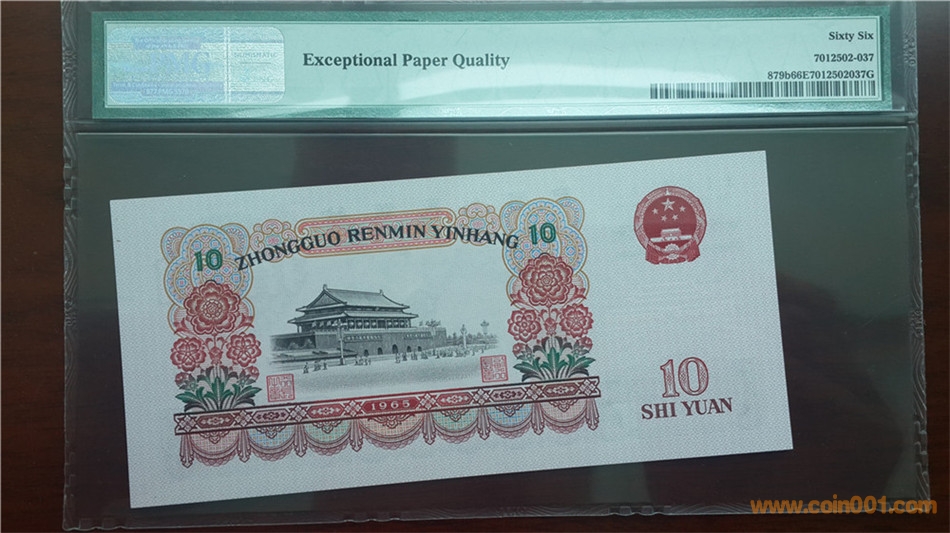 Sixty Six
Exceptional Paper Quality
7012502-037
879b66E7012502037G
10 ZHONGGUO RENMIN YINHANG 10
1965
10
SHI YUAN
www.coin001.com